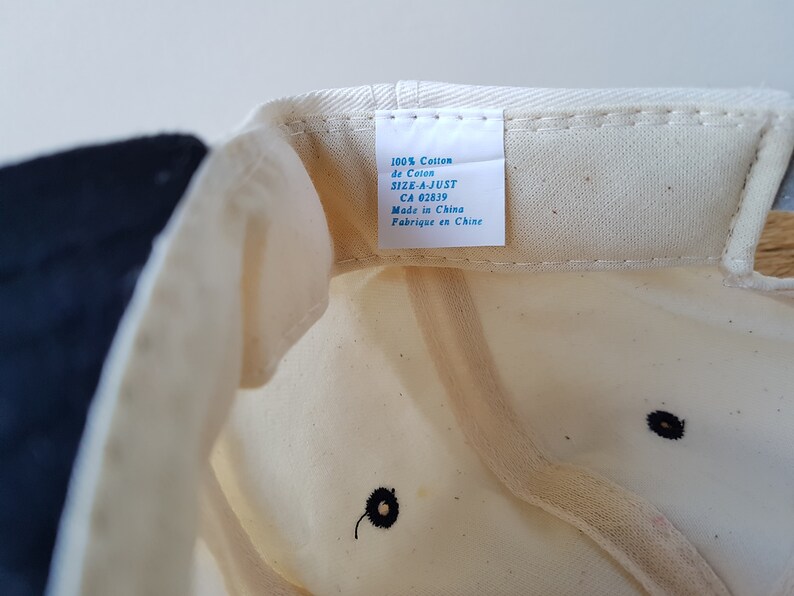 100% Cotton
de Coton
SIZE-A-JUST
CA 02839
Made in China
Fabrique en Chine